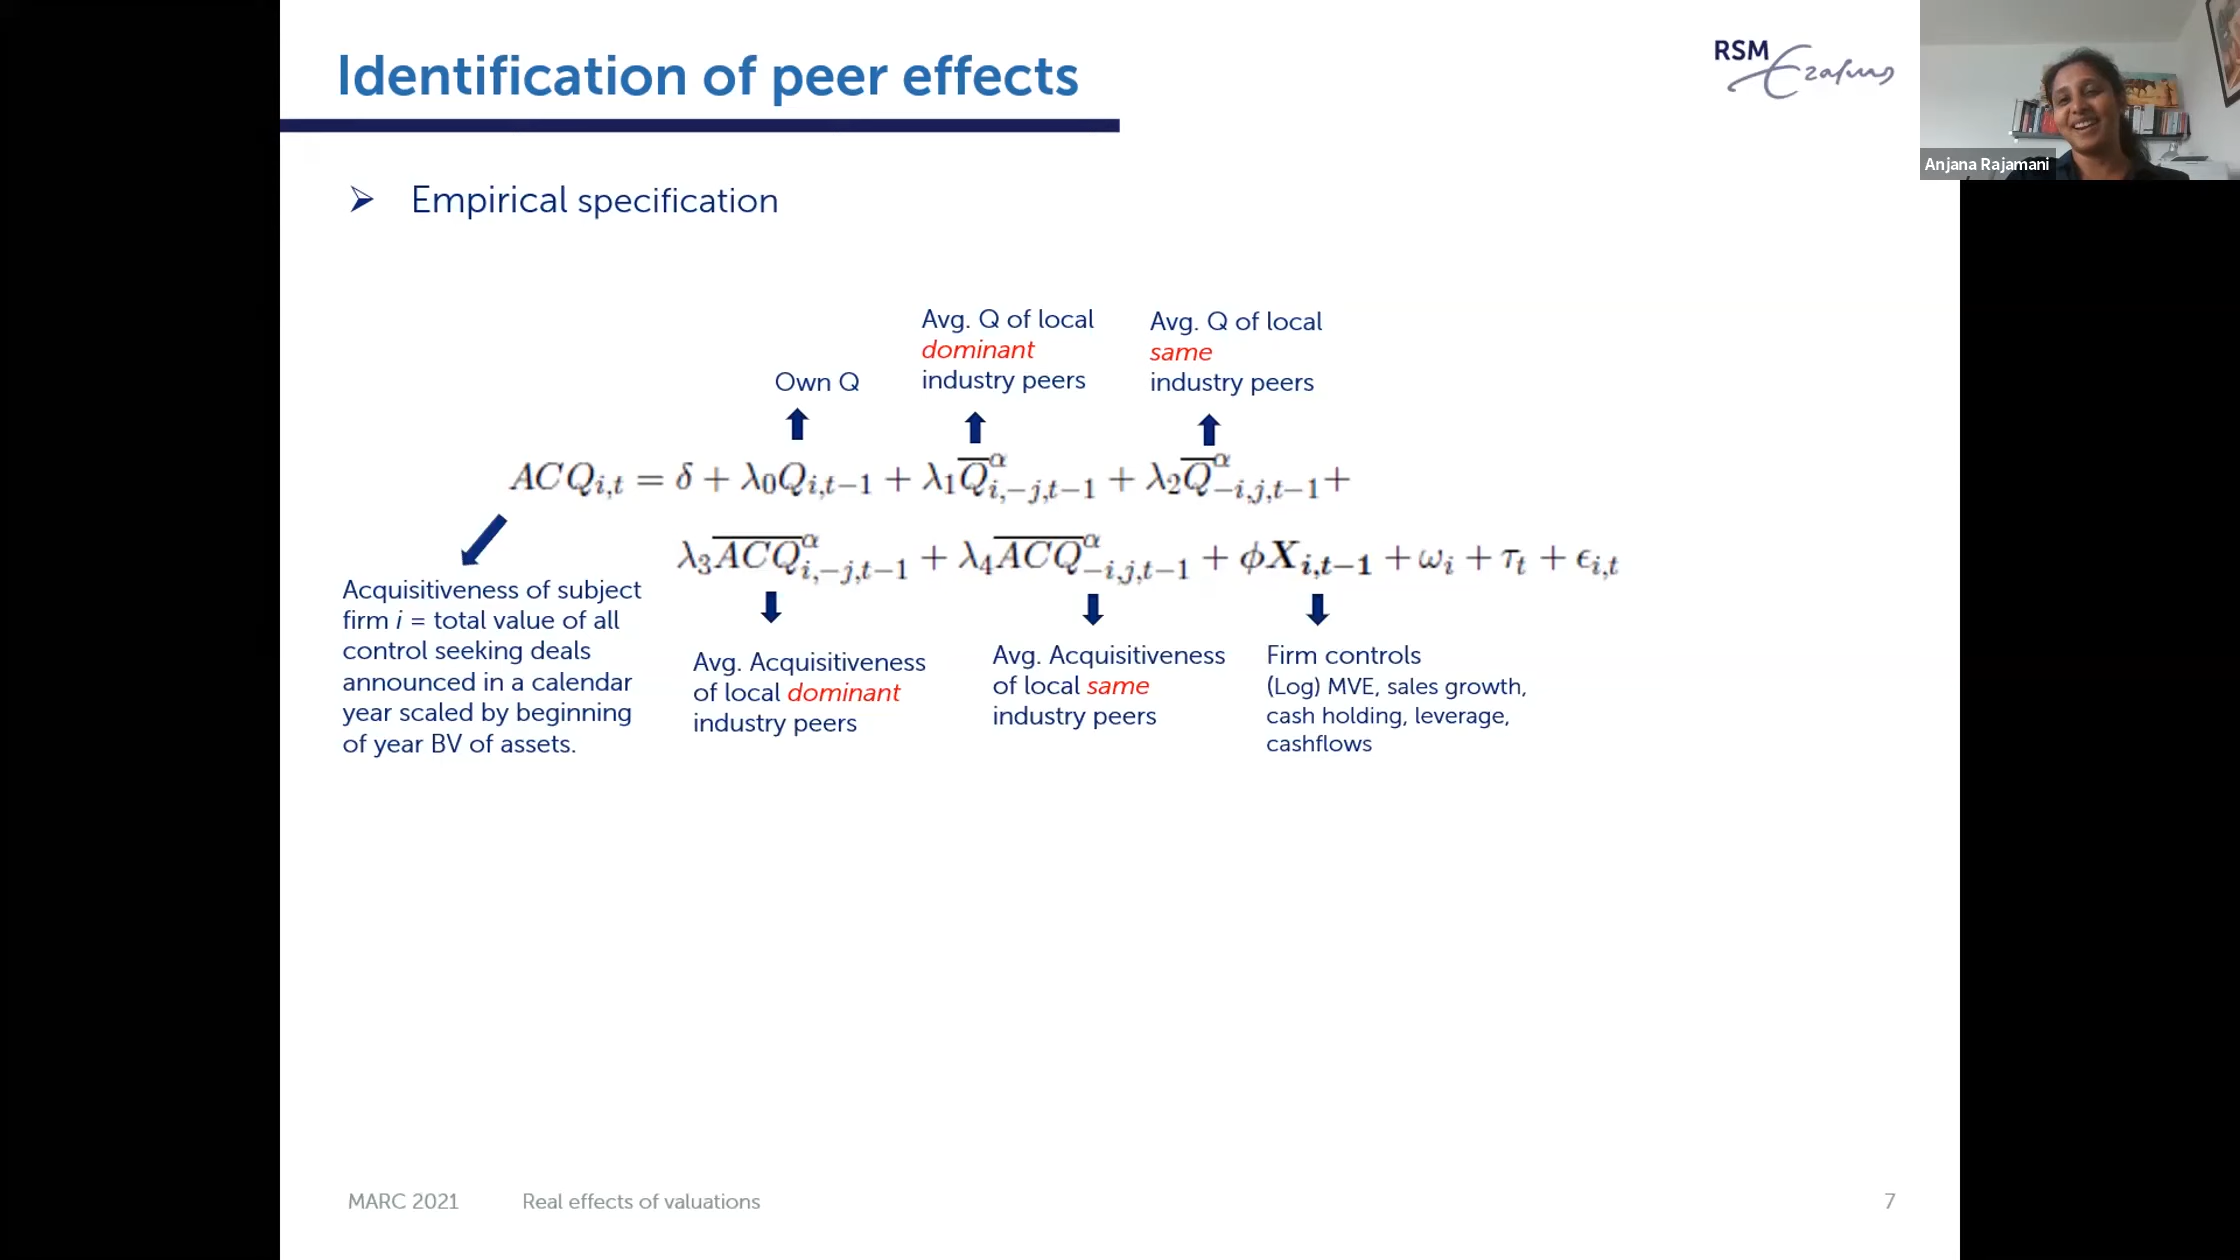 Identification of peer effects
RSM
Erasmus
Anjana Rajamani
➢ Empirical specification
Own Q
Avg. Q of local
dominant
industry peers
Avg. Q of local
same
industry peers
ACQ_{i,t} = δ + λ_0Q_{i,t−1} + λ_1\overline{Q}^α_{i,−j,t−1} + λ_2\overline{Q}^α_{−i,j,t−1}+
λ_3\overline{ACQ}^α_{i,−j,t−1} + λ_4\overline{ACQ}^α_{−i,j,t−1} + ϕX_{i,t−1} + ω_i + τ_t + ϵ_{i,t}
Acquisitiveness of subject
firm i = total value of all
control seeking deals
announced in a calendar
year scaled by beginning
of year BV of assets.
Avg. Acquisitiveness
of local dominant
industry peers
Avg. Acquisitiveness
of local same
industry peers
Firm controls
(Log) MVE, sales growth,
cash holding, leverage,
cashflows
MARC 2021
Real effects of valuations
7